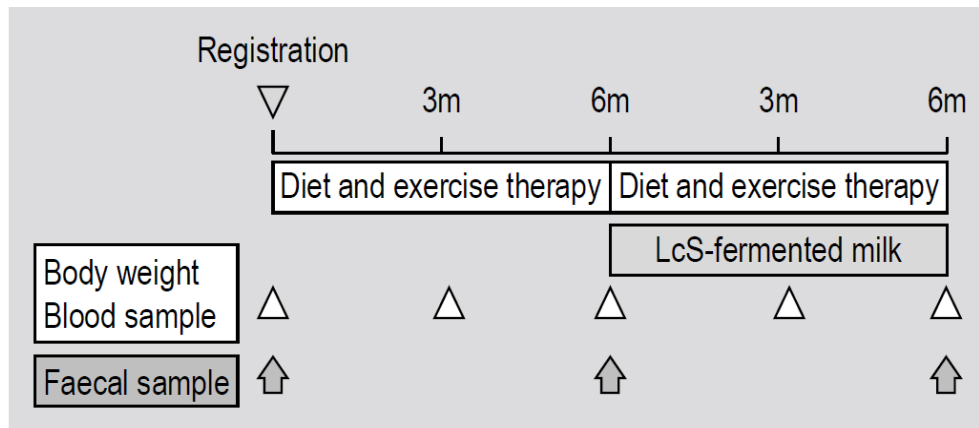 Registration
3m 6m 3m 6m
Diet and exercise therapy Diet and exercise therapy
LcS-fermented milk
Body weight
Blood sample
Faecal sample